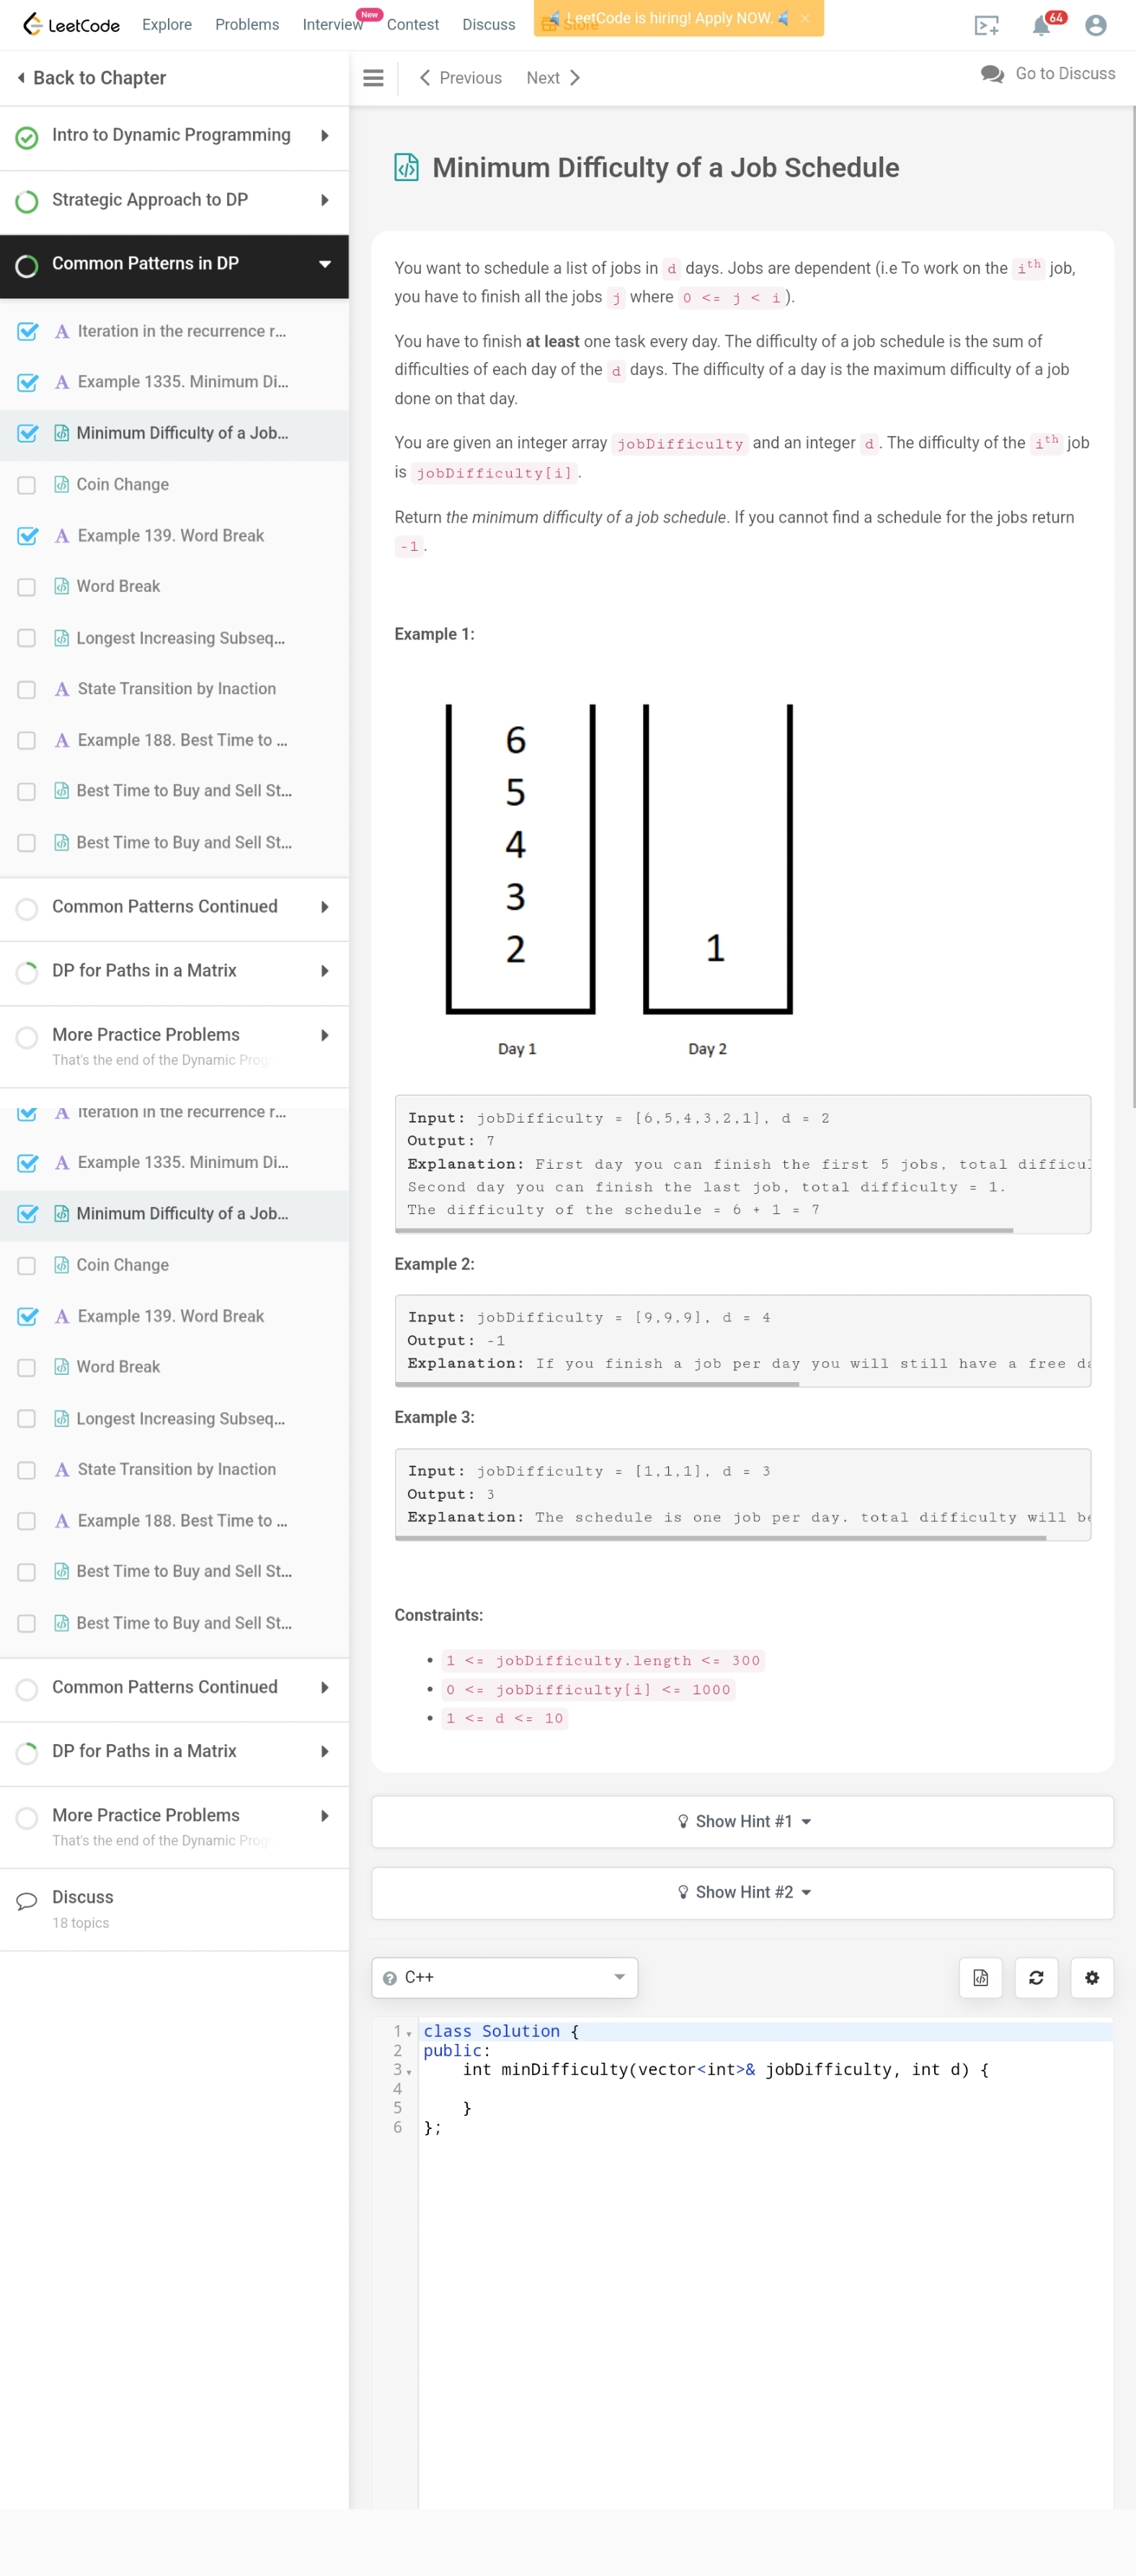 LeetCode Explore Problems Interview New Contest Discuss Store LeetCode is hiring! Apply NOW. × 64
Back to Chapter
Intro to Dynamic Programming
Strategic Approach to DP
Common Patterns in DP
A Iteration in the recurrence r...
A Example 1335. Minimum Di...
Minimum Difficulty of a Job...
Coin Change
A Example 139. Word Break
Word Break
Longest Increasing Subseq...
A State Transition by Inaction
A Example 188. Best Time to ...
Best Time to Buy and Sell St...
Best Time to Buy and Sell St...
Common Patterns Continued
DP for Paths in a Matrix
More Practice Problems
That's the end of the Dynamic Prog
A Iteration in the recurrence r...
A Example 1335. Minimum Di...
Minimum Difficulty of a Job...
Coin Change
A Example 139. Word Break
Word Break
Longest Increasing Subseq...
A State Transition by Inaction
A Example 188. Best Time to ...
Best Time to Buy and Sell St...
Best Time to Buy and Sell St...
Common Patterns Continued
DP for Paths in a Matrix
More Practice Problems
That's the end of the Dynamic Prog
Discuss
18 topics
Previous Next Go to Discuss
Minimum Difficulty of a Job Schedule
You want to schedule a list of jobs in d days. Jobs are dependent (i.e To work on the iᵗʰ job,
you have to finish all the jobs j where 0 <= j < i).
You have to finish at least one task every day. The difficulty of a job schedule is the sum of
difficulties of each day of the d days. The difficulty of a day is the maximum difficulty of a job
done on that day.
You are given an integer array jobDifficulty and an integer d. The difficulty of the iᵗʰ job
is jobDifficulty[i].
Return the minimum difficulty of a job schedule. If you cannot find a schedule for the jobs return
-1.
Example 1:
6
5
4
3
2 1
Day 1 Day 2
Input: jobDifficulty = [6,5,4,3,2,1], d = 2
Output: 7
Explanation: First day you can finish the first 5 jobs, total difficul
Second day you can finish the last job, total difficulty = 1.
The difficulty of the schedule = 6 + 1 = 7
Example 2:
Input: jobDifficulty = [9,9,9], d = 4
Output: -1
Explanation: If you finish a job per day you will still have a free da
Example 3:
Input: jobDifficulty = [1,1,1], d = 3
Output: 3
Explanation: The schedule is one job per day. total difficulty will be
Constraints:
• 1 <= jobDifficulty.length <= 300
• 0 <= jobDifficulty[i] <= 1000
• 1 <= d <= 10
Show Hint #1
Show Hint #2
? C++
1 class Solution {
2 public:
3     int minDifficulty(vector<int>& jobDifficulty, int d) {
4
5     }
6 };